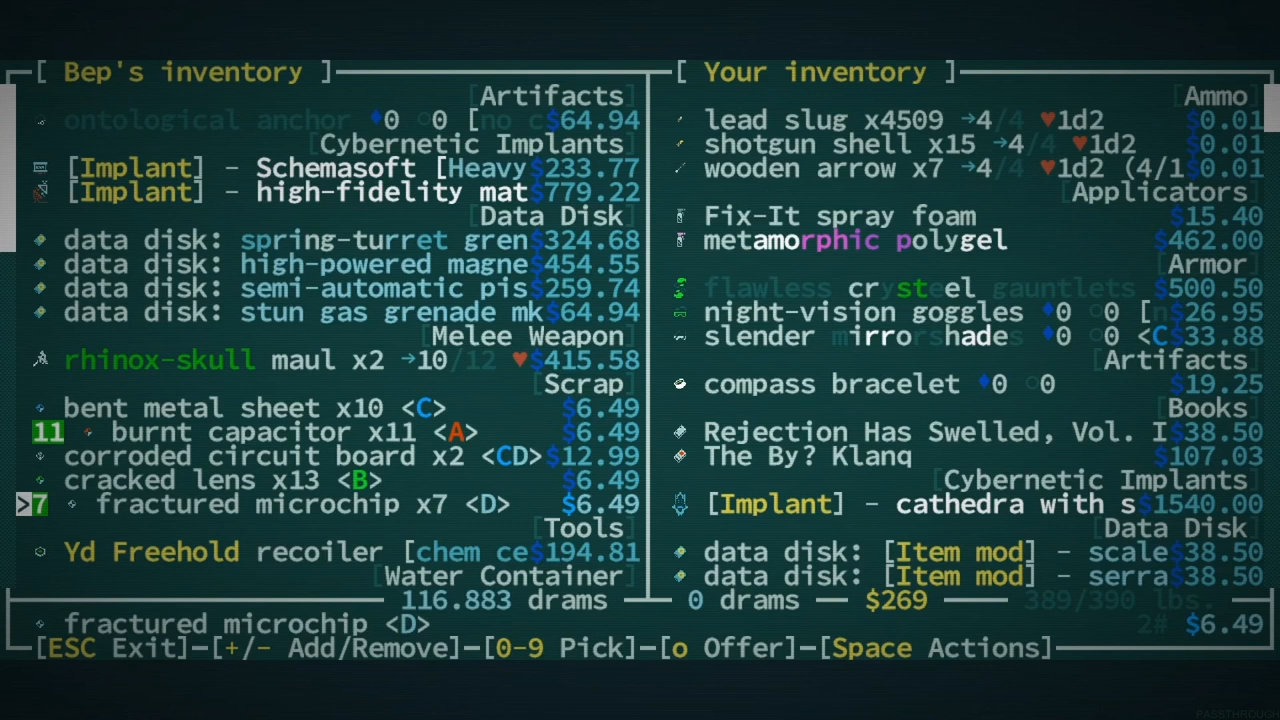 [ Bep's inventory ]
[Artifacts]
ontological anchor ♦0 ○0 [no c$64.94
[Cybernetic Implants]
[Implant] - Schemasoft [Heavy$233.77
[Implant] - high-fidelity mat$779.22
[Data Disk]
data disk: spring-turret gren$324.68
data disk: high-powered magne$454.55
data disk: semi-automatic pis$259.74
data disk: stun gas grenade mk$64.94
[Melee Weapon]
rhinox-skull maul x2 →10/12 ♥$415.58
[Scrap]
bent metal sheet x10 <C> $6.49
11 burnt capacitor x11 <A> $6.49
corroded circuit board x2 <CD>$12.99
cracked lens x13 <B> $6.49
>7 fractured microchip x7 <D> $6.49
[Tools]
Yd Freehold recoiler [chem ce$194.81
[Water Container]
116.883 drams
[ Your inventory ]
[Ammo]
lead slug x4509 →4/4 ♥1d2 $0.01
shotgun shell x15 →4/4 ♥1d2 $0.01
wooden arrow x7 →4/4 ♥1d2 (4/1$0.01
[Applicators]
Fix-It spray foam $15.40
metamorphic polygel $462.00
[Armor]
flawless crysteel gauntlets $500.50
night-vision goggles ♦0 ○0 [n$26.95
slender mirrorshades ♦0 ○0 <C$33.88
[Artifacts]
compass bracelet ♦0 ○0 $19.25
[Books]
Rejection Has Swelled, Vol. I$38.50
The By? Klanq $107.03
[Cybernetic Implants]
[Implant] - cathedra with s$1540.00
[Data Disk]
data disk: [Item mod] - scale$38.50
data disk: [Item mod] - serra$38.50
0 drams — $269 — 389/390 lbs.
fractured microchip <D> 2# $6.49
[ESC Exit]-[+/- Add/Remove]-[0-9 Pick]-[o Offer]-[Space Actions]
PASSTHROUGH